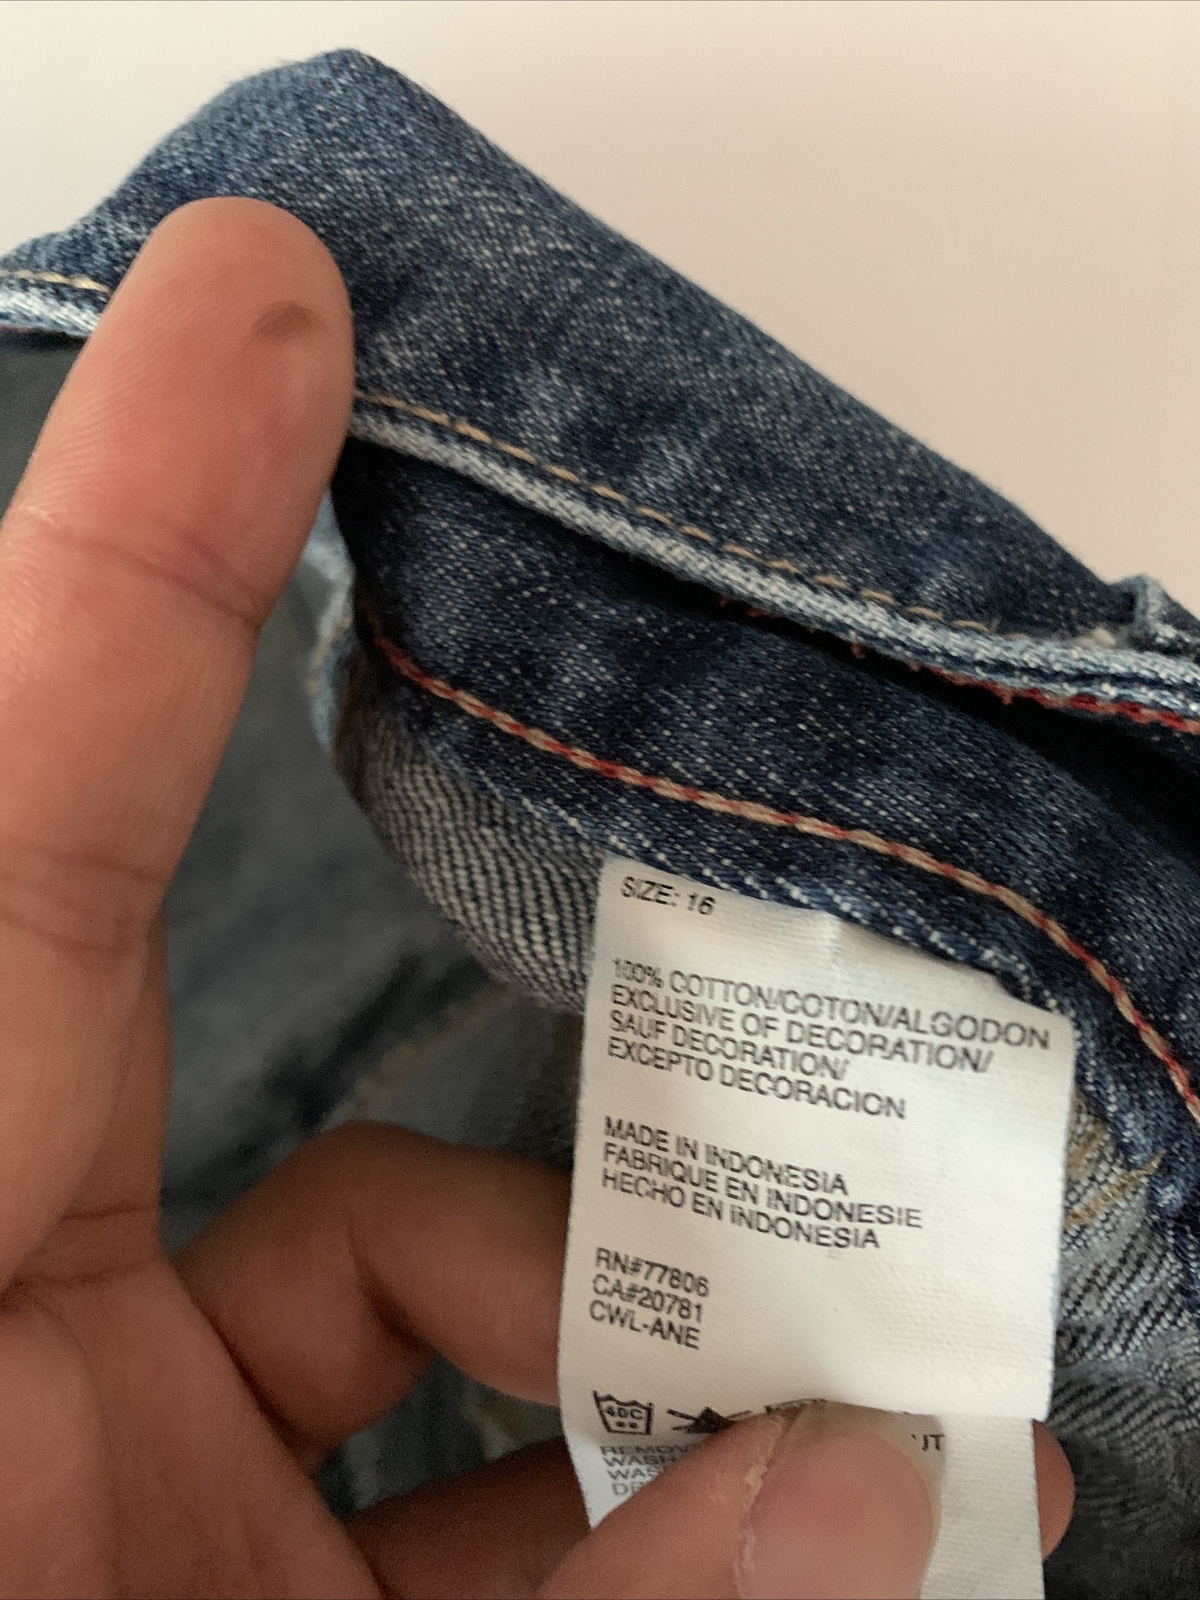 SIZE: 16
100% COTTON/COTON/ALGODON
EXCLUSIVE OF DECORATION/
SAUF DECORATION/
EXCEPTO DECORACION
MADE IN INDONESIA
FABRIQUE EN INDONESIE
HECHO EN INDONESIA
RN#77806
CA#20781
CWL-ANE
40C